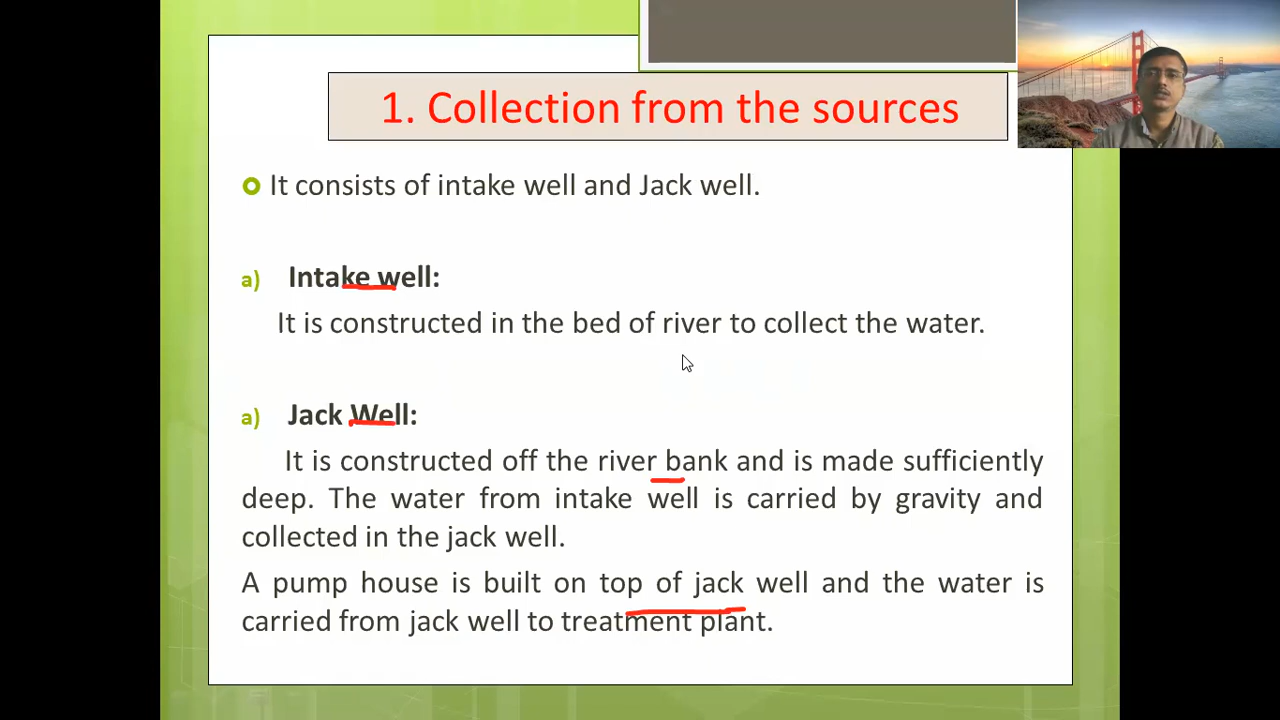 1. Collection from the sources
It consists of intake well and Jack well.
a) Intake well:
It is constructed in the bed of river to collect the water.
a) Jack Well:
It is constructed off the river bank and is made sufficiently
deep. The water from intake well is carried by gravity and
collected in the jack well.
A pump house is built on top of jack well and the water is
carried from jack well to treatment plant.